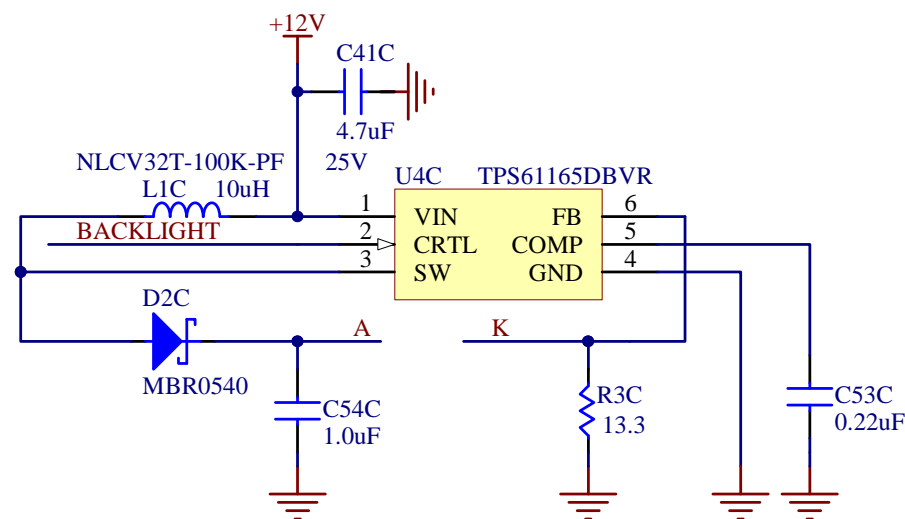 +12V
C41C
4.7uF
25V
NLCV32T-100K-PF
L1C 10uH
U4C TPS61165DBVR
BACKLIGHT
1 VIN FB 6
2 CRTL COMP 5
3 SW GND 4
D2C
MBR0540
A
K
C54C
1.0uF
R3C
13.3
C53C
0.22uF